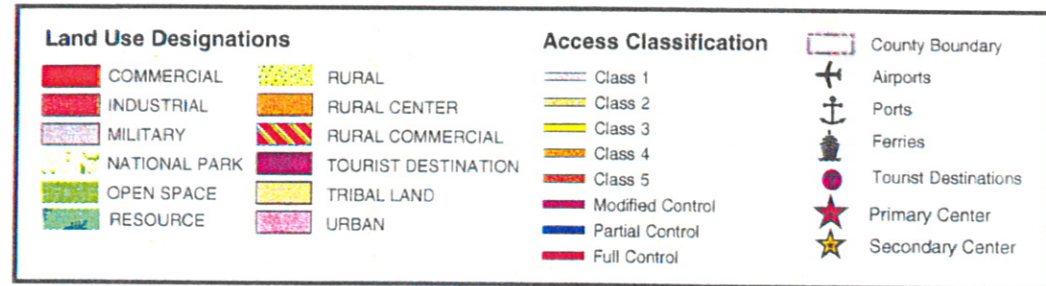 Land Use Designations
COMMERCIAL
INDUSTRIAL
MILITARY
NATIONAL PARK
OPEN SPACE
RESOURCE
RURAL
RURAL CENTER
RURAL COMMERCIAL
TOURIST DESTINATION
TRIBAL LAND
URBAN
Access Classification
Class 1
Class 2
Class 3
Class 4
Class 5
Modified Control
Partial Control
Full Control
County Boundary
Airports
Ports
Ferries
Tourist Destinations
Primary Center
Secondary Center